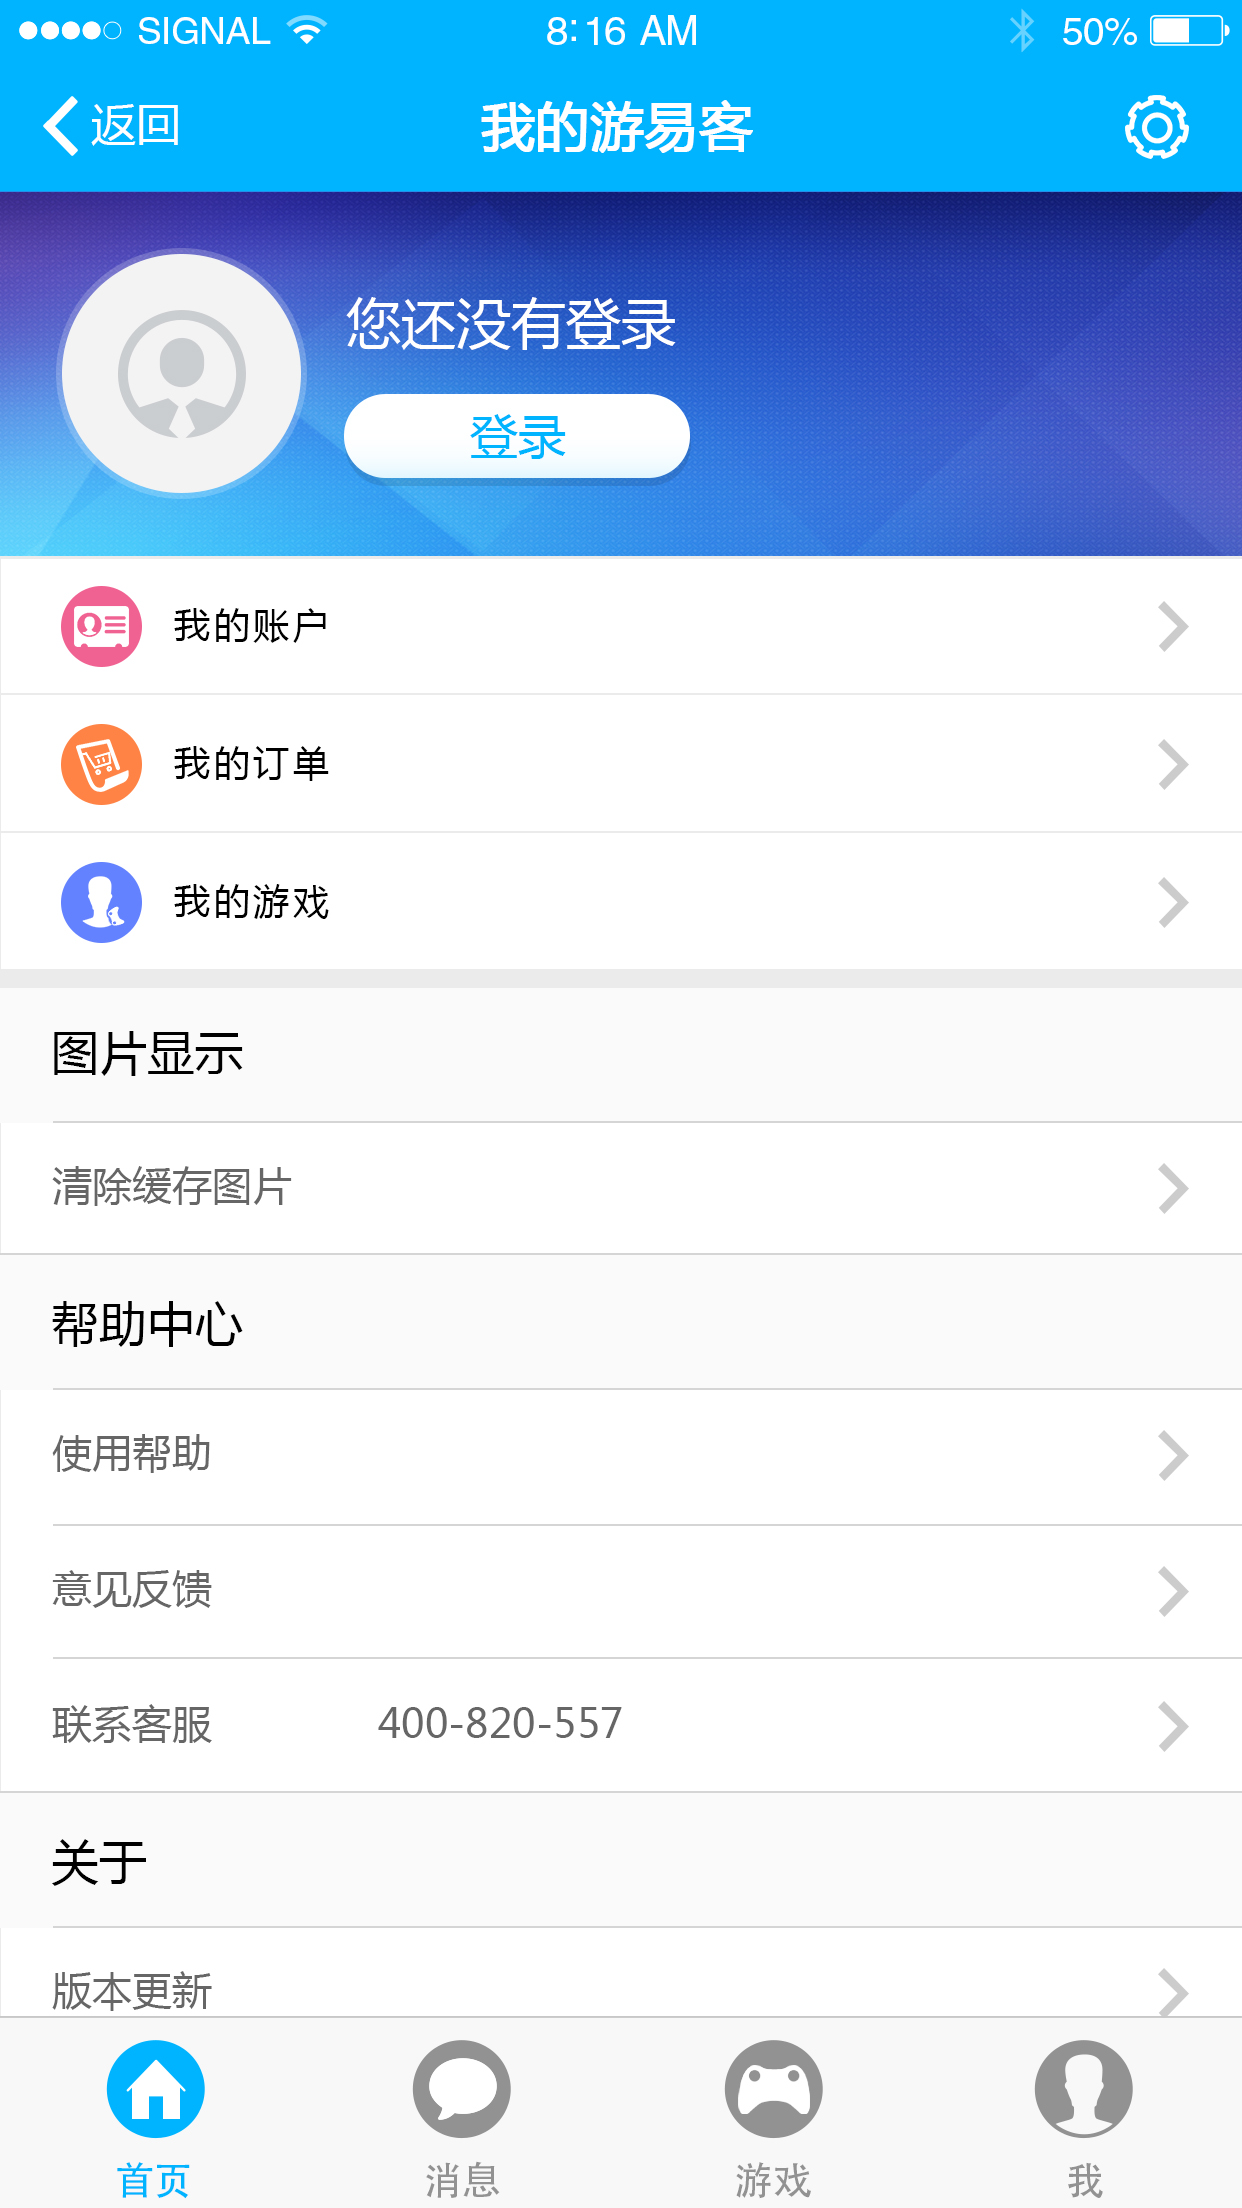 SIGNAL 8:16 AM 50%
返回 我的游易客
您还没有登录
登录
我的账户
我的订单
我的游戏
图片显示
清除缓存图片
帮助中心
使用帮助
意见反馈
联系客服 400-820-557
关于
版本更新
首页 消息 游戏 我